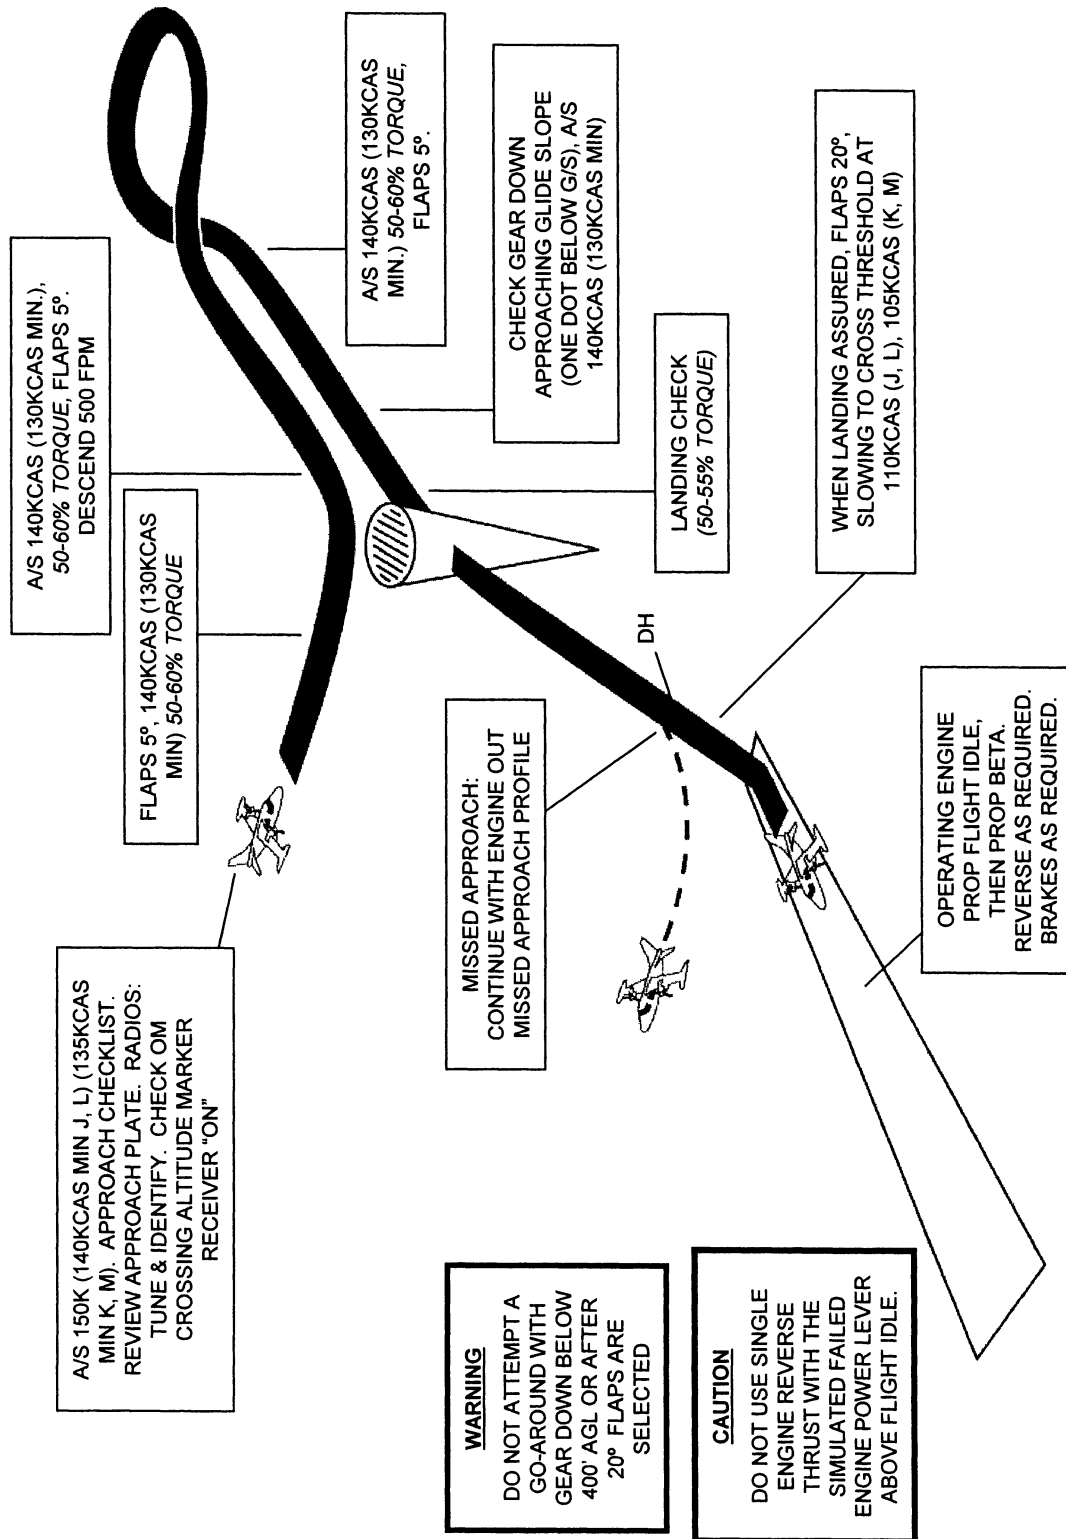 A/S 150K (140KCAS MIN J, L) (135KCAS
MIN K, M). APPROACH CHECKLIST.
REVIEW APPROACH PLATE. RADIOS:
TUNE & IDENTIFY. CHECK OM
CROSSING ALTITUDE MARKER
RECEIVER "ON"
FLAPS 5º, 140KCAS (130KCAS
MIN) 50-60% TORQUE
A/S 140KCAS (130KCAS MIN.),
50-60% TORQUE, FLAPS 5º.
DESCEND 500 FPM
A/S 140KCAS (130KCAS
MIN.) 50-60% TORQUE,
FLAPS 5º.
CHECK GEAR DOWN
APPROACHING GLIDE SLOPE
(ONE DOT BELOW G/S), A/S
140KCAS (130KCAS MIN)
LANDING CHECK
(50-55% TORQUE)
DH
MISSED APPROACH:
CONTINUE WITH ENGINE OUT
MISSED APPROACH PROFILE
WHEN LANDING ASSURED, FLAPS 20º,
SLOWING TO CROSS THRESHOLD AT
110KCAS (J, L), 105KCAS (K, M)
OPERATING ENGINE
PROP FLIGHT IDLE,
THEN PROP BETA.
REVERSE AS REQUIRED.
BRAKES AS REQUIRED.
WARNING
DO NOT ATTEMPT A
GO-AROUND WITH
GEAR DOWN BELOW
400' AGL OR AFTER
20º FLAPS ARE
SELECTED
CAUTION
DO NOT USE SINGLE
ENGINE REVERSE
THRUST WITH THE
SIMULATED FAILED
ENGINE POWER LEVER
ABOVE FLIGHT IDLE.